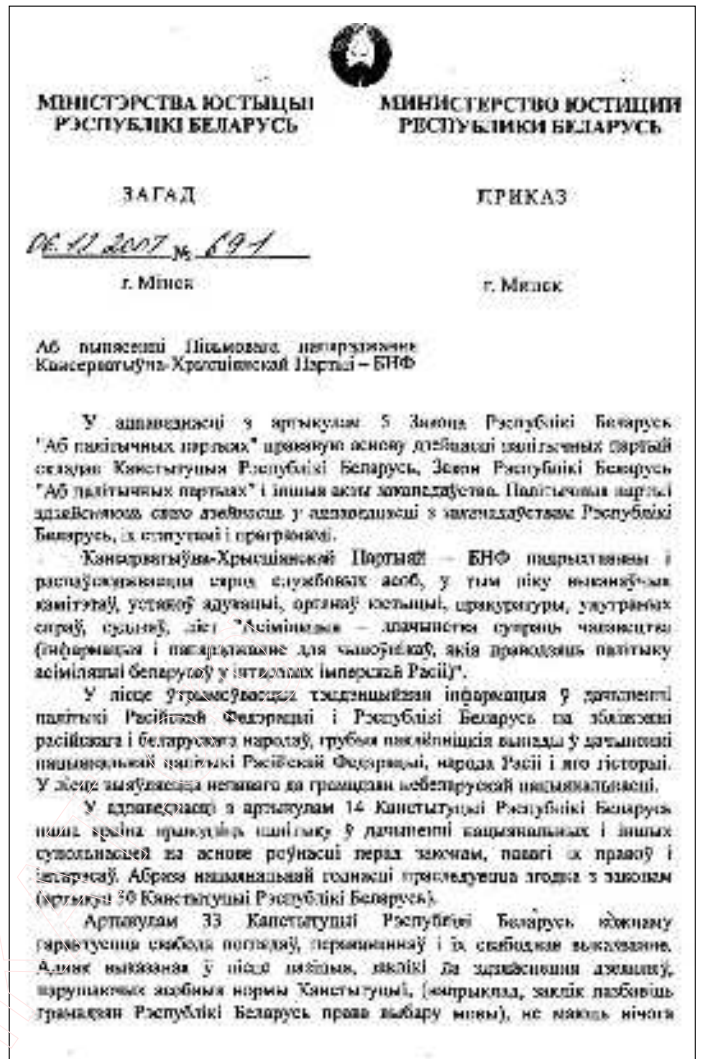 МІНІСТЭРСТВА ЮСТЫЦЫІ
РЭСПУБЛІКІ БЕЛАРУСЬ
МИНИСТЕРСТВО ЮСТИЦИИ
РЕСПУБЛИКИ БЕЛАРУСЬ
ЗАГАД
ПРИКАЗ
06.12.2007 № 691
г. Мінск
г. Минск
Аб вынясенні Пісьмовага папярэджання
Кансерватыўна-Хрысціянскай Партыі – БНФ
У адпаведнасці з артыкулам 5 Закона Рэспублікі Беларусь
"Аб палітычных партыях" прававую аснову дзейнасці палітычных партый
складае Канстытуцыя Рэспублікі Беларусь, Закон Рэспублікі Беларусь
"Аб палітычных партыях" і іншыя акты заканадаўства. Палітычныя партыі
здзяйсняюць сваю дзейнасць у адпаведнасці з заканадаўствам Рэспублікі
Беларусь, іх статутамі і праграмамі.
Кансерватыўна-Хрысціянскай Партыяй – БНФ падрыхтаваны і
распаўсюджваецца сярод службовых асоб, у тым ліку выканаўчых
камітэтаў, устаноў адукацыі, органаў юстыцыі, пракуратуры, унутраных
спраў, суддзяў, ліст "Асіміляцыя – злачынства супраць чалавецтва
(інфармацыя і папярэджанне для чыноўнікаў, якія праводзяць палітыку
асіміляцыі беларусаў у інтарэсах імперскай Расіі)".
У лісце ўтрымліваецца тэндэнцыйная інфармацыя ў дачыненні
палітыкі Расійскай Федэрацыі і Рэспублікі Беларусь па збліжэнні
расійскага і беларускага народаў, грубыя паклёпніцкія выпады ў дачыненні
нацыянальнай палітыкі Расійскай Федэрацыі, народа Расіі і яго гісторыі.
У лісце выяўляецца непавага да грамадзян небеларускай нацыянальнасці.
У адпаведнасці з артыкулам 14 Канстытуцыі Рэспублікі Беларусь
наша краіна праводзіць палітыку ў дачыненні нацыянальных і іншых
супольнасцей на аснове роўнасці перад законам, павагі іх правоў і
інтарэсаў. Абраза нацыянальнай годнасці праследуецца згодна з законам
(артыкул 50 Канстытуцыі Рэспублікі Беларусь).
Артыкулам 33 Канстытуцыі Рэспублікі Беларусь кожнаму
гарантуецца свабода поглядаў, перакананняў і іх свабоднае выказванне.
Аднак выказаная ў лісце пазіцыя, заклікі да здзяйснення дзеянняў,
парушаючых асобныя нормы Канстытуцыі, (напрыклад, заклік пазбавіць
грамадзян Рэспублікі Беларусь права выбару мовы), не маюць нічога